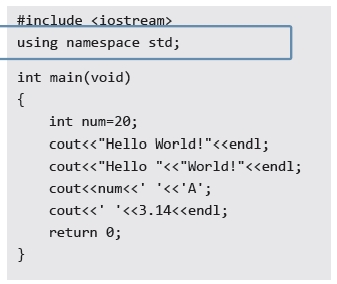 #include <iostream>
using namespace std;
int main(void)
{
    int num=20;
    cout<<"Hello World!"<<endl;
    cout<<"Hello "<<"World!"<<endl;
    cout<<num<<' '<<'A';
    cout<<' '<<3.14<<endl;
    return 0;
}